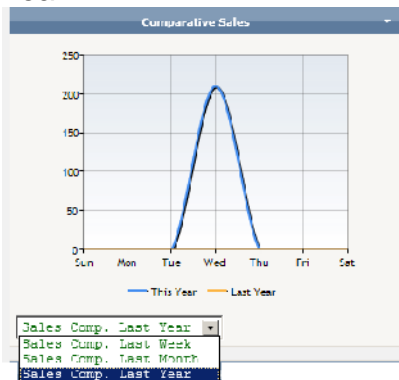 Comparative Sales
250
200
150
100
50
0
Sun Mon Tue Wed Thu Fri Sat
This Year Last Year
Sales Comp. Last Year
Sales Comp. Last Week
Sales Comp. Last Month
Sales Comp. Last Year